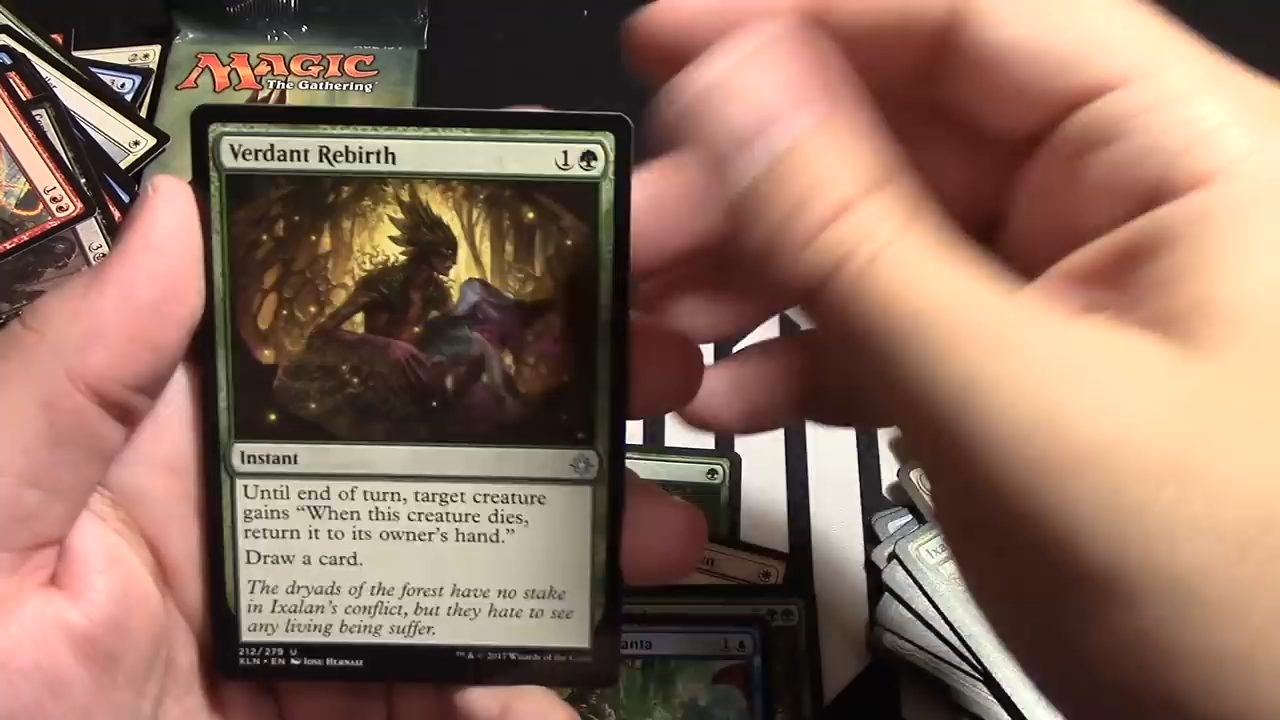 MAGIC
The Gathering
Verdant Rebirth
1
Instant
Until end of turn, target creature
gains “When this creature dies,
return it to its owner's hand.”
Draw a card.
The dryads of the forest have no stake
in Ixalan's conflict, but they hate to see
any living being suffer.
212/279 U
XLN • EN
™ & © 2017 Wizards of the Coast
1